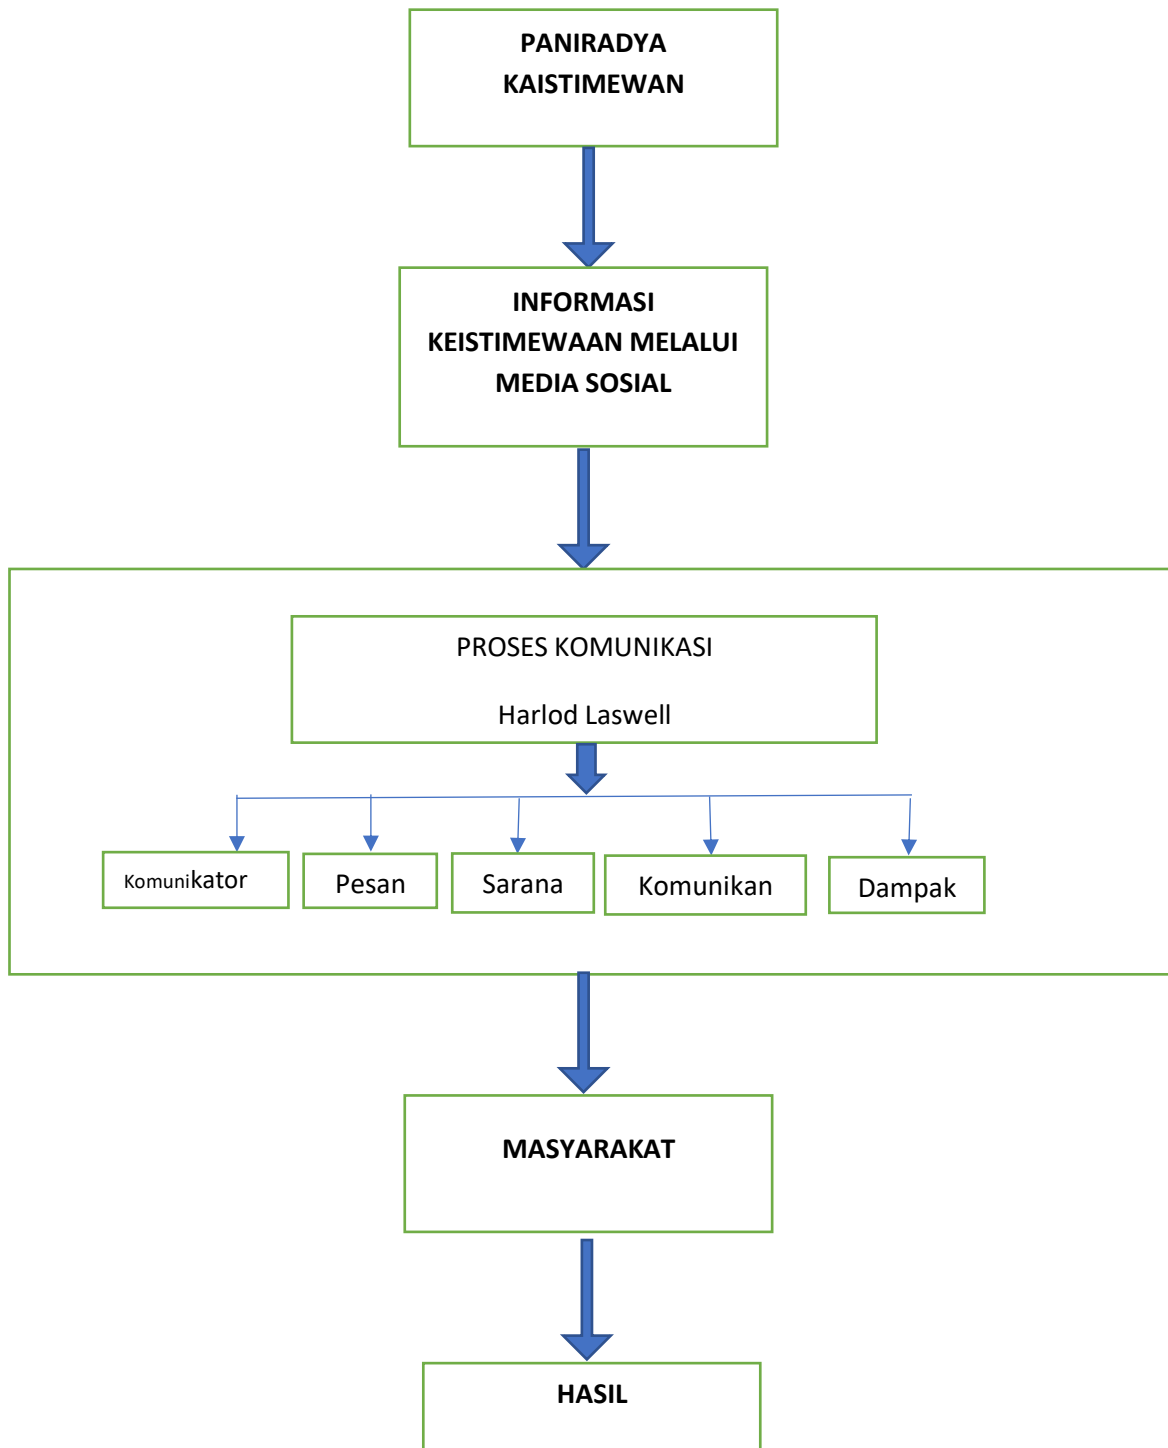 PANIRADYA
KAISTIMEWAN
INFORMASI
KEISTIMEWAAN MELALUI
MEDIA SOSIAL
PROSES KOMUNIKASI
Harlod Laswell
Komunikator
Pesan
Sarana
Komunikan
Dampak
MASYARAKAT
HASIL